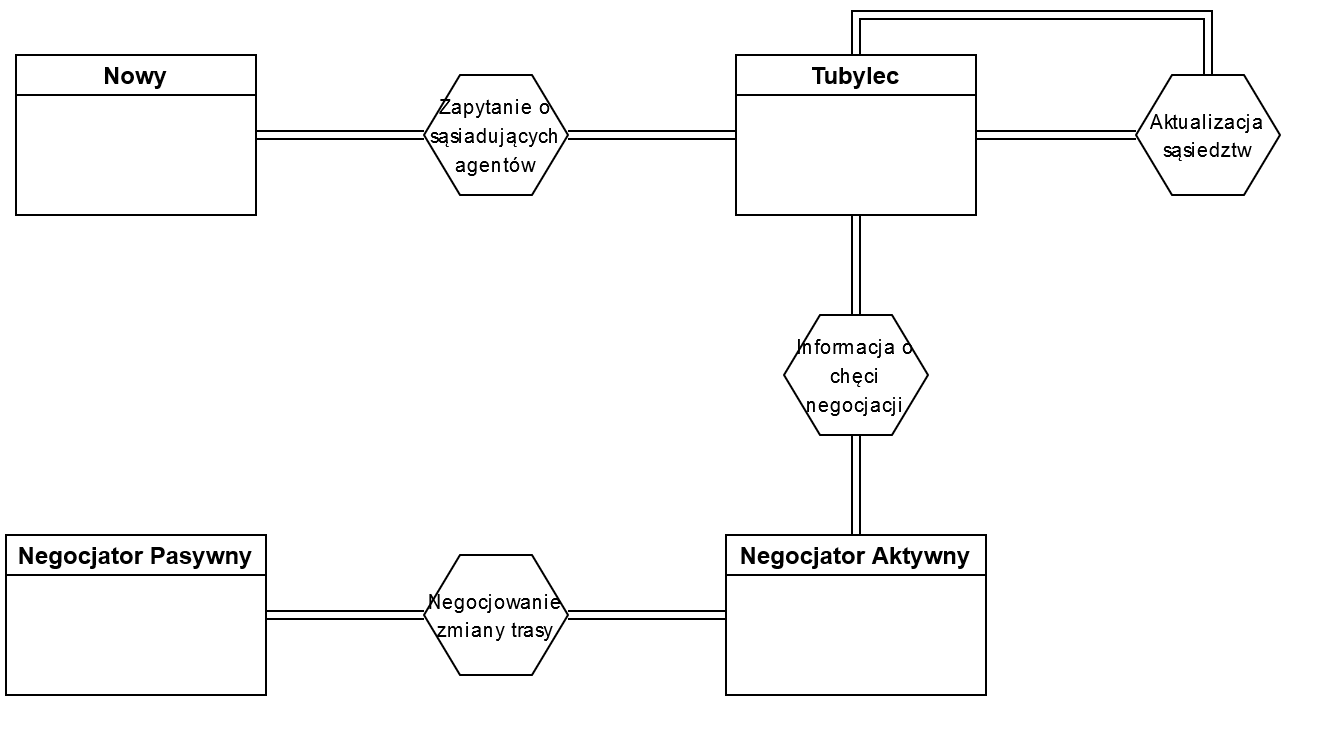 Nowy
Zapytanie o
sąsiadujących
agentów
Tubylec
Aktualizacja
sąsiedztw
Informacja o
chęci
negocjacji
Negocjator Pasywny
Negocjowanie
zmiany trasy
Negocjator Aktywny